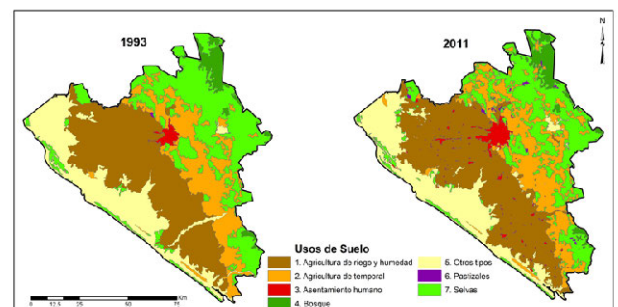 1993
2011
N
Usos de Suelo
1. Agricultura de riego y humedad
2. Agricultura de temporal
3. Asentamiento humano
4. Bosque
5. Otros tipos
6. Pastizales
7. Selvas
0 12.5 25 50 75
Km